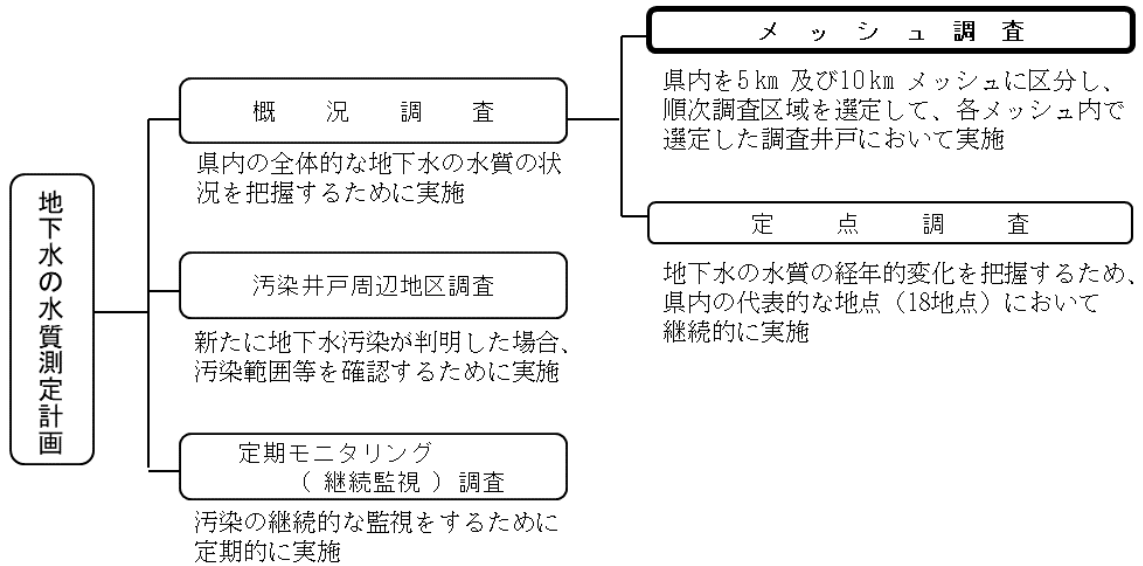 地下水の水質測定計画
概況調査
県内の全体的な地下水の水質の状
況を把握するために実施
メッシュ調査
県内を5km 及び10km メッシュに区分し、
順次調査区域を選定して、各メッシュ内で
選定した調査井戸において実施
定点調査
地下水の水質の経年的変化を把握するため、
県内の代表的な地点（18地点）において
継続的に実施
汚染井戸周辺地区調査
新たに地下水汚染が判明した場合、
汚染範囲等を確認するために実施
定期モニタリング
（ 継続監視 ）調査
汚染の継続的な監視をするために
定期的に実施